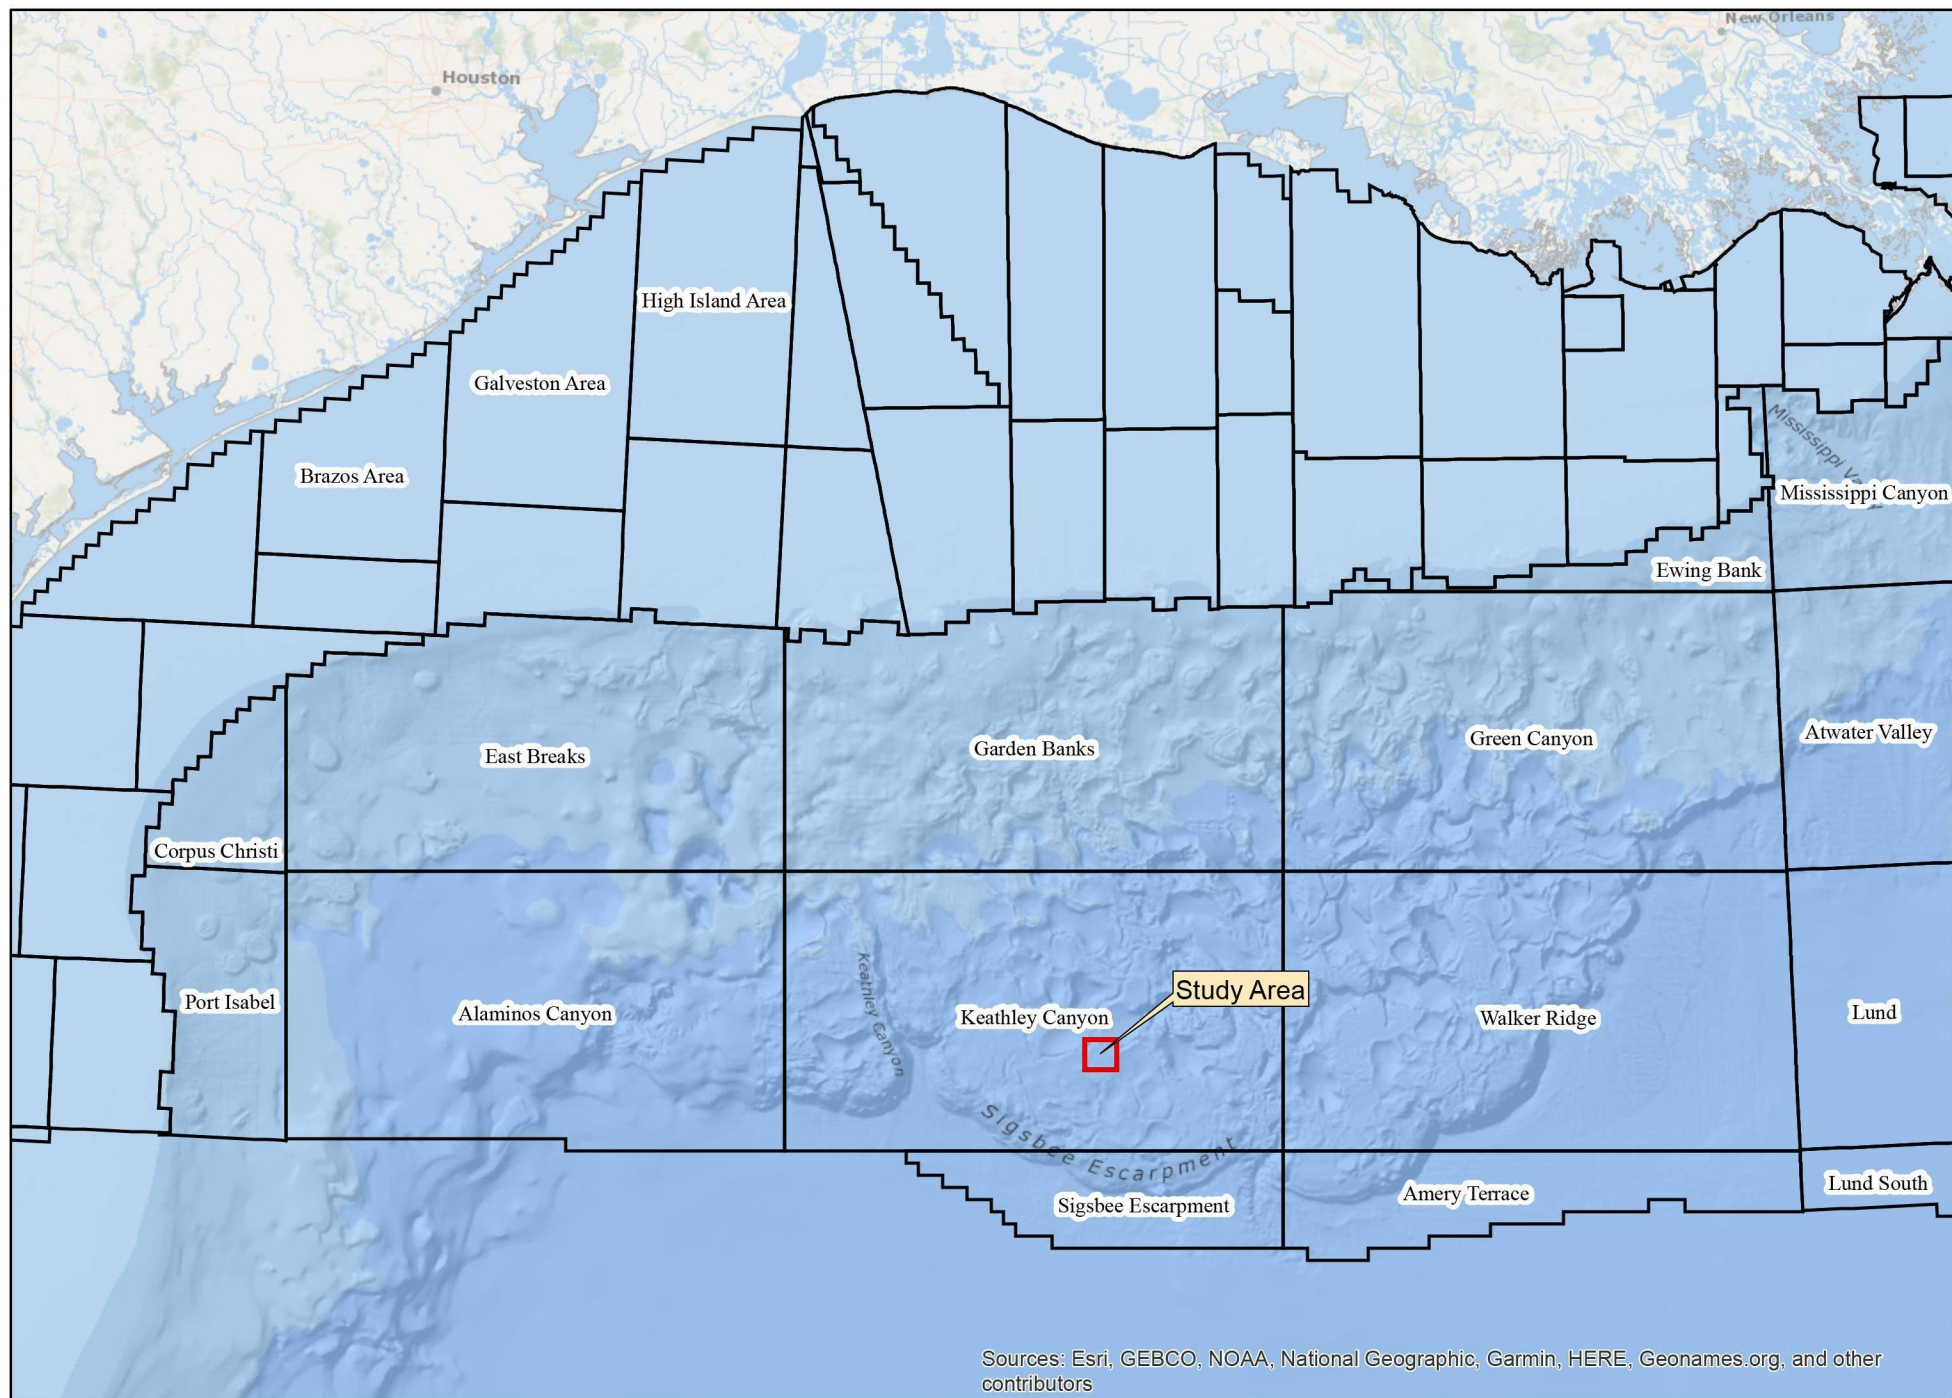 New Orleans
Houston
High Island Area
Galveston Area
Brazos Area
Mississippi Va
Mississippi Canyon
Ewing Bank
East Breaks
Garden Banks
Green Canyon
Atwater Valley
Corpus Christi
Port Isabel
Alaminos Canyon
Keathley Canyon
Keathley Canyon
Study Area
Walker Ridge
Lund
Sigsbee Escarpment
Sigsbee Escarpment
Amery Terrace
Lund South
Sources: Esri, GEBCO, NOAA, National Geographic, Garmin, HERE, Geonames.org, and other
contributors